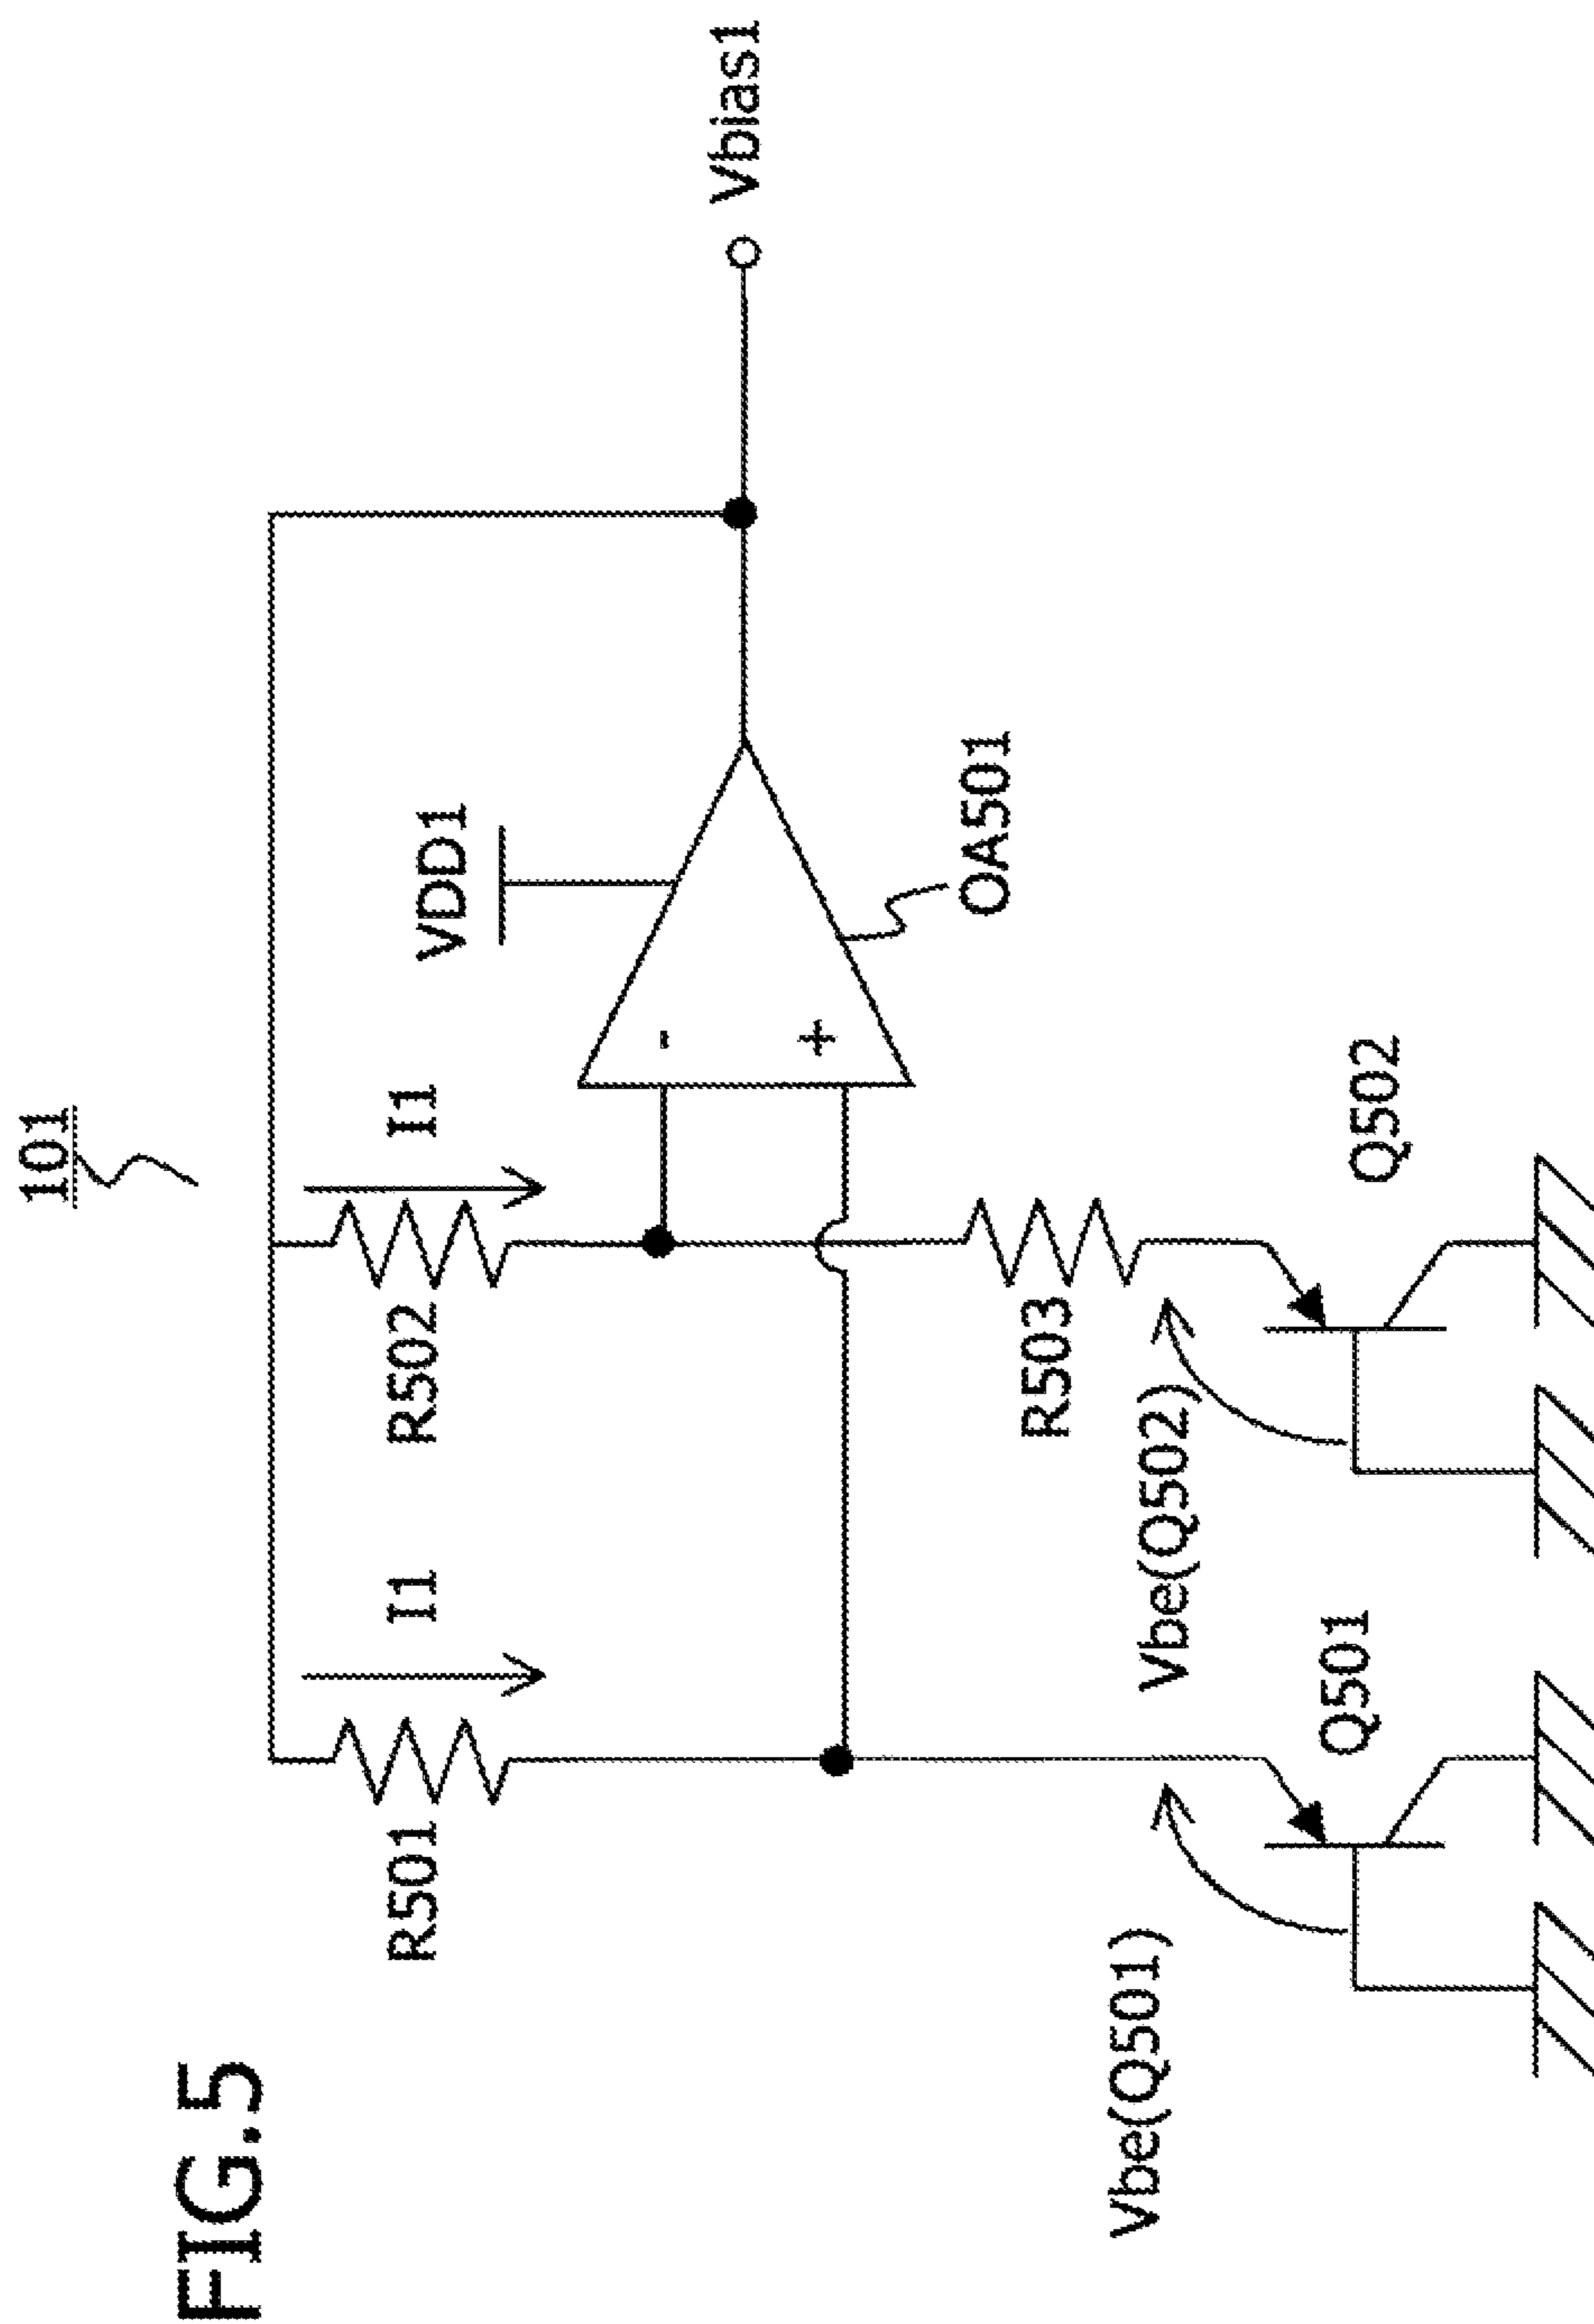 FIG.5
101
R501
I1
R502
I1
VDD1
Vbias1
-
+
OA501
R503
Vbe(Q501)
Q501
Vbe(Q502)
Q502